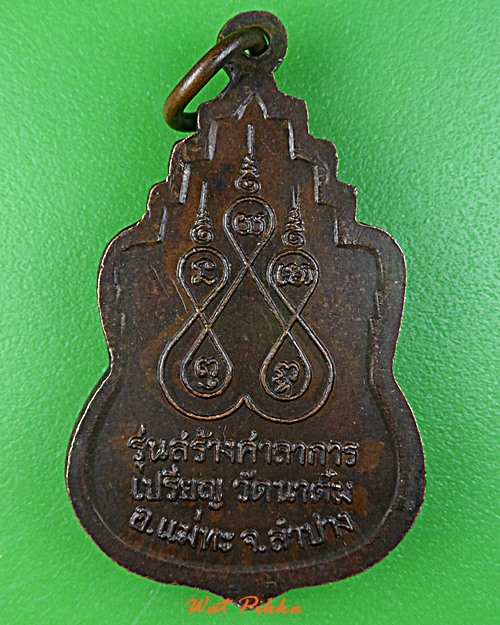 รุ่นสร้างศาลาการ
เปรียญ วัดนาตึ๋ม
อ.แม่ทะ จ.ลำปาง
Wat Pikka